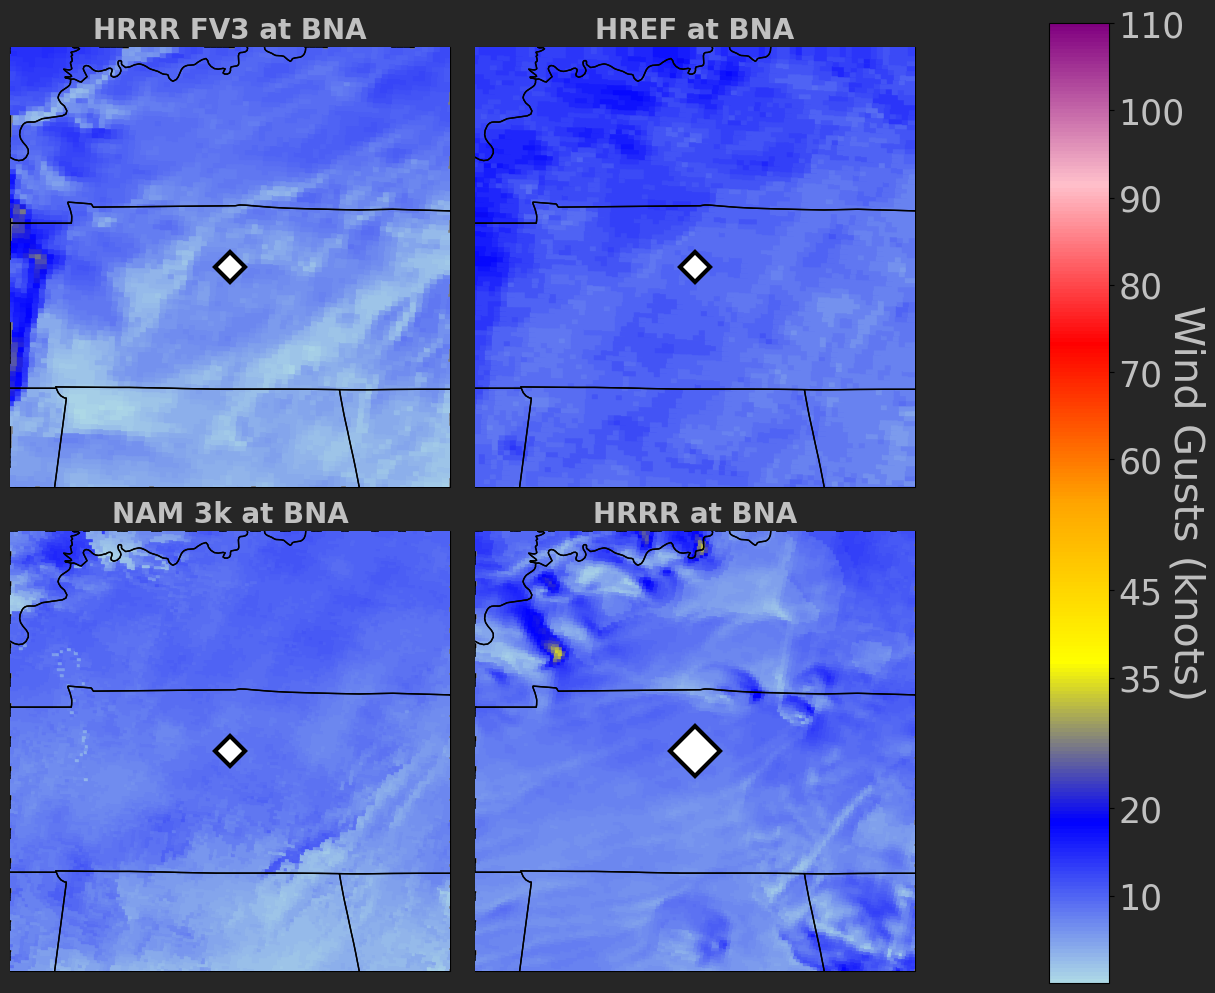 HRRR FV3 at BNA
HREF at BNA
NAM 3k at BNA
HRRR at BNA
110
100
90
80
70
60
45
35
20
10
Wind Gusts (knots)